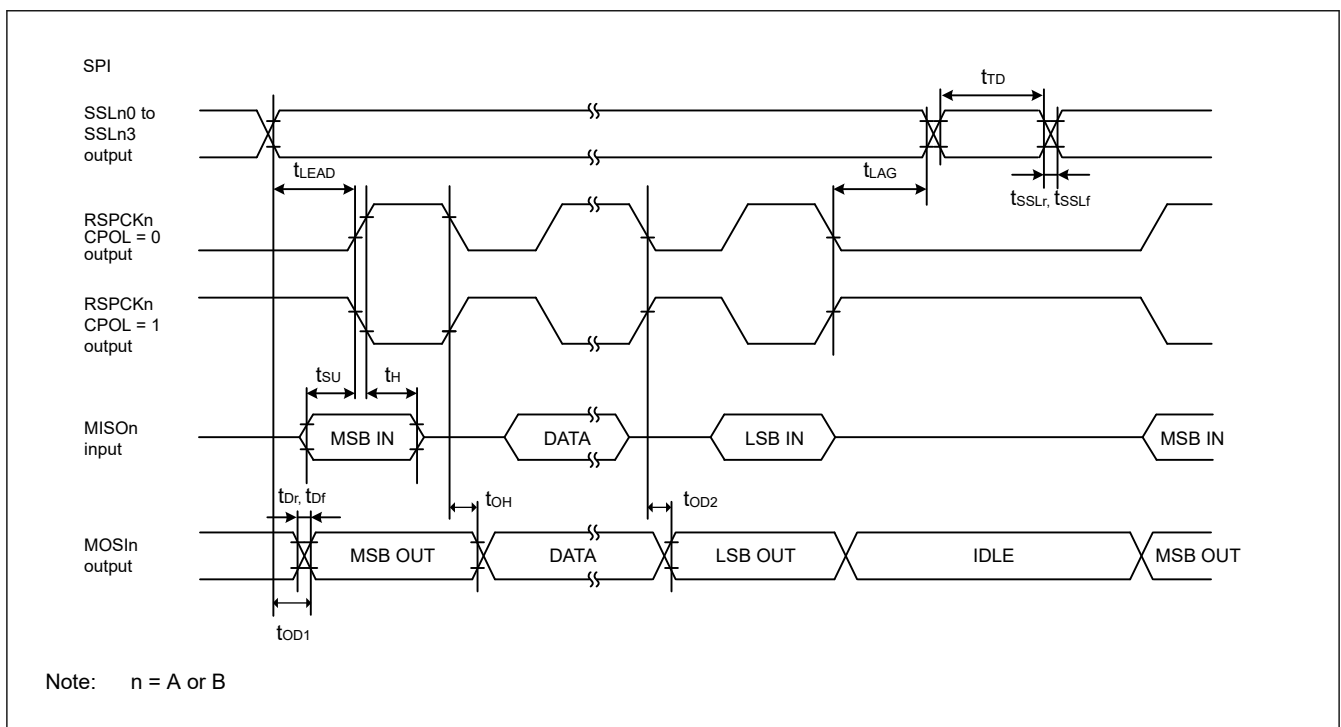 SPI
SSLn0 to
SSLn3
output
tTD
tLEAD
tLAG
tSSLr, tSSLf
RSPCKn
CPOL = 0
output
RSPCKn
CPOL = 1
output
tSU
tH
MISOn
input
MSB IN
DATA
LSB IN
MSB IN
tDr, tDf
tOH
tOD2
MOSIn
output
MSB OUT
DATA
LSB OUT
IDLE
MSB OUT
tOD1
Note: n = A or B